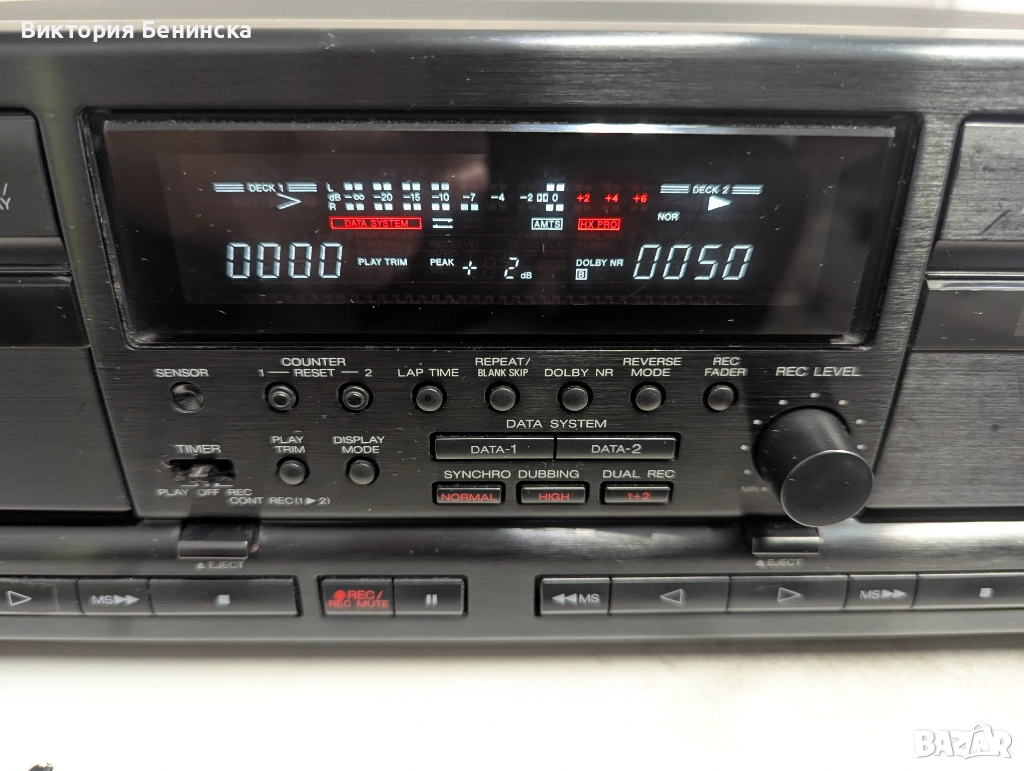 Виктория Бенинска
DECK 1
L
dB -∞ -20 -15 -10 -7 -4 -2 0 +2 +4 +6
R
DECK 2
DATA SYSTEM
AMTS
HX PRO
NOR
0000
PLAY TRIM
PEAK
+ 2 dB
DOLBY NR
B
0050
SENSOR
COUNTER
1 — RESET — 2
LAP TIME
REPEAT/
BLANK SKIP
DOLBY NR
REVERSE
MODE
REC
FADER
REC LEVEL
MIN
TIMER
PLAY OFF REC
CONT REC(1▶2)
PLAY
TRIM
DISPLAY
MODE
DATA SYSTEM
DATA-1
DATA-2
SYNCHRO DUBBING
DUAL REC
NORMAL
HIGH
1+2
▲EJECT
▲EJECT
▷
MS▶▶
■
●REC/
REC MUTE
▮▮
◀◀MS
◁
▷
MS▶▶
■
BAZAR